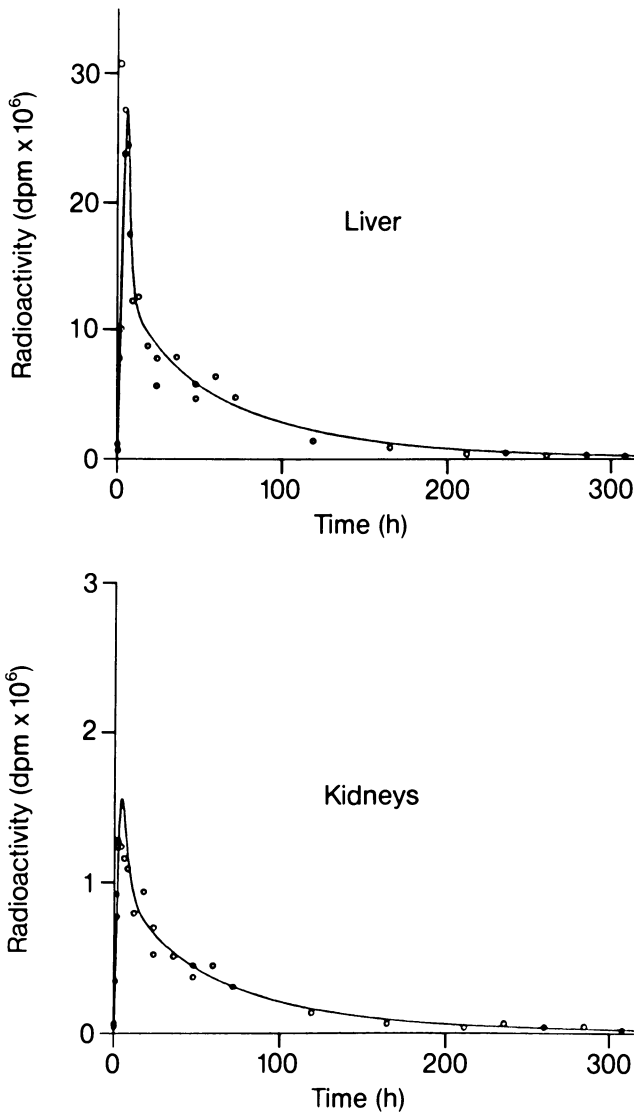 Radioactivity (dpm x 10⁶)
30
20
10
0
Liver
0 100 200 300
Time (h)
Radioactivity (dpm x 10⁶)
3
2
1
0
Kidneys
0 100 200 300
Time (h)